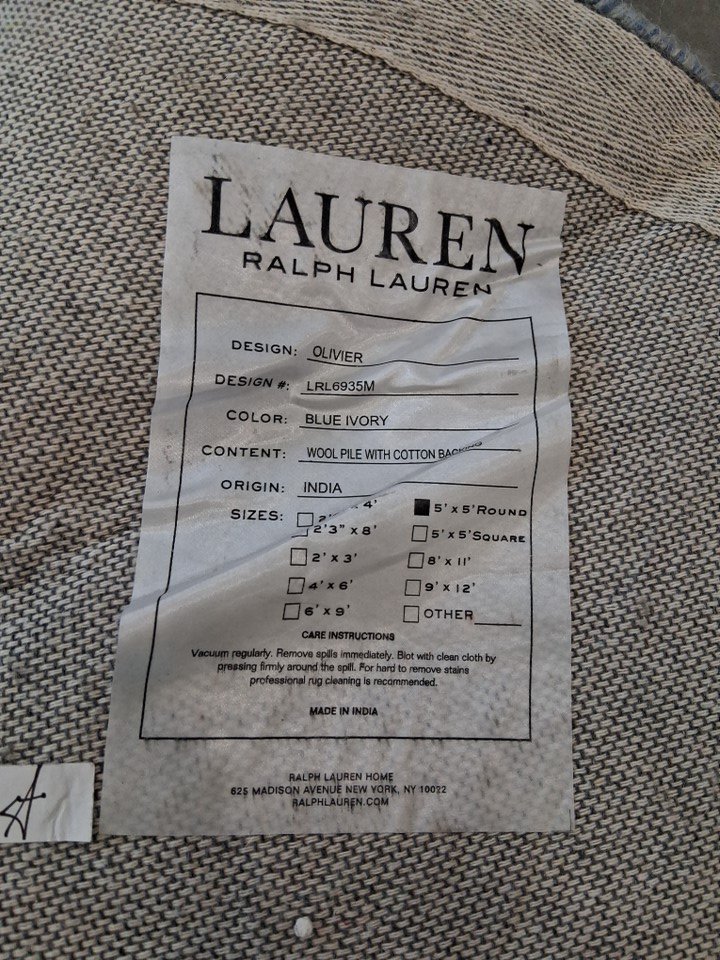 LAUREN
RALPH LAUREN
DESIGN: OLIVIER
DESIGN #: LRL6935M
COLOR: BLUE IVORY
CONTENT: WOOL PILE WITH COTTON BACKING
ORIGIN: INDIA
SIZES: 4' 5' x 5' ROUND
2'3" x 8' 5' x 5' SQUARE
2' x 3' 8' x 11'
4' x 6' 9' x 12'
6' x 9' OTHER
CARE INSTRUCTIONS
Vacuum regularly. Remove spills immediately. Blot with clean cloth by
pressing firmly around the spill. For hard to remove stains
professional rug cleaning is recommended.
MADE IN INDIA
RALPH LAUREN HOME
625 MADISON AVENUE NEW YORK, NY 10022
RALPHLAUREN.COM